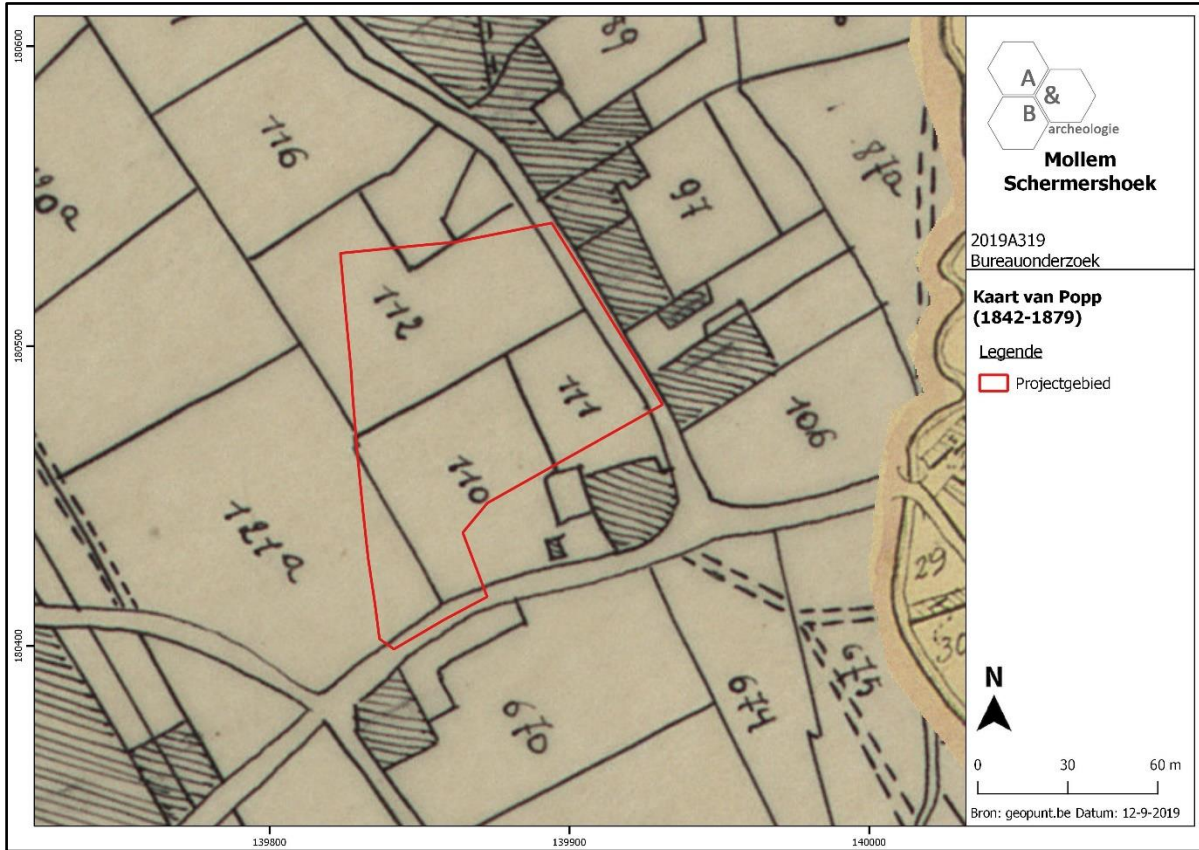 180600
180500
180400
139800
139900
140000
89
116
97
87a
112
111
106
110
121a
29
30
675
674
670
A
&
B
archeologie
Mollem
Schermershoek
2019A319
Bureauonderzoek
Kaart van Popp
(1842-1879)
Legende
Projectgebied
N
0 30 60 m
Bron: geopunt.be Datum: 12-9-2019